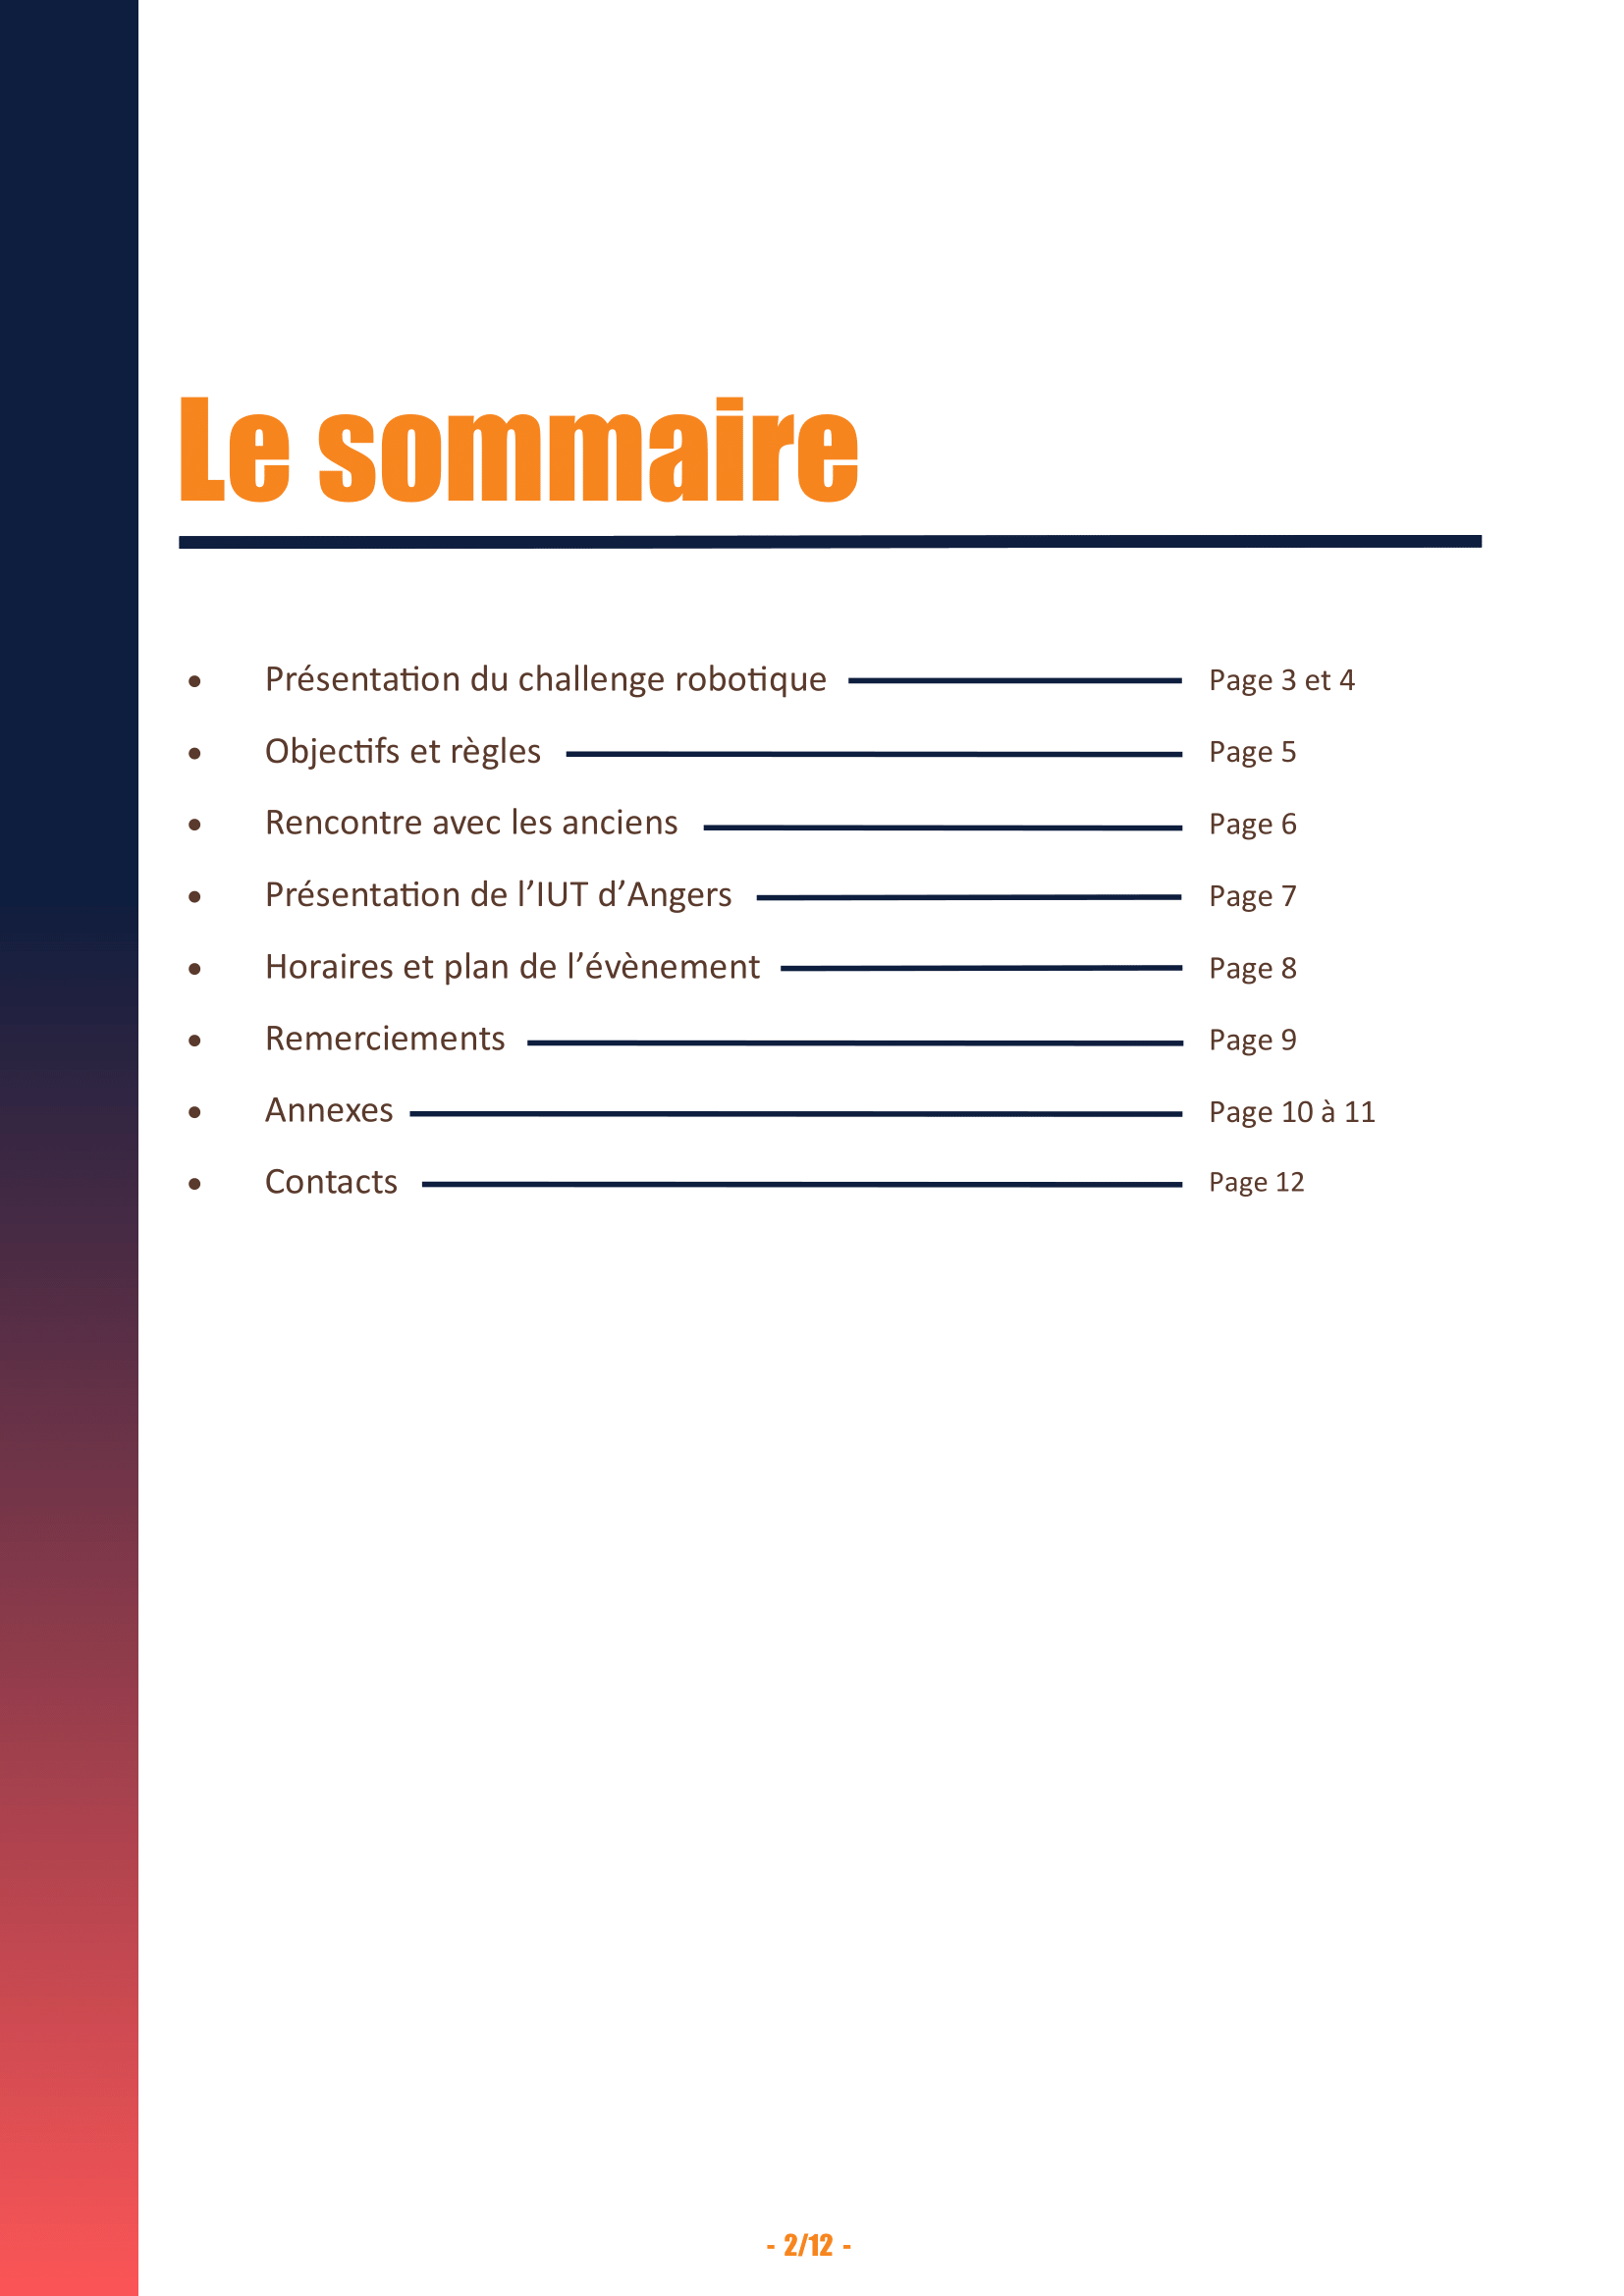 Le sommaire
• Présentation du challenge robotique Page 3 et 4
• Objectifs et règles Page 5
• Rencontre avec les anciens Page 6
• Présentation de l’IUT d’Angers Page 7
• Horaires et plan de l’évènement Page 8
• Remerciements Page 9
• Annexes Page 10 à 11
• Contacts Page 12
- 2/12 -